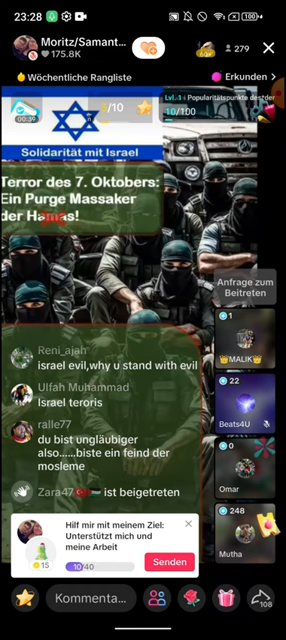 23:28
100+
Moritz/Samant...
175.8K
279
Wöchentliche Rangliste
Erkunden >
00:39
/10
Lvl. 1
Popularitätspunkte
10/100
Solidarität mit Israel
Terror des 7. Oktobers:
Ein Purge Massaker
der Hamas!
Anfrage zum
Beitreten
1
👑MALIK👑
22
Beats4U
0
Omar
248
Mutha
Reni_ajah
israel evil,why u stand with evil
Ulfah Muhammad
Israel teroris
ralle77
du bist ungläubiger
also......biste ein feind der
mosleme
Zara47 ist beigetreten
Hilf mir mit meinem Ziel:
Unterstützt mich und
meine Arbeit
15
10/40
Senden
Kommenta...
108